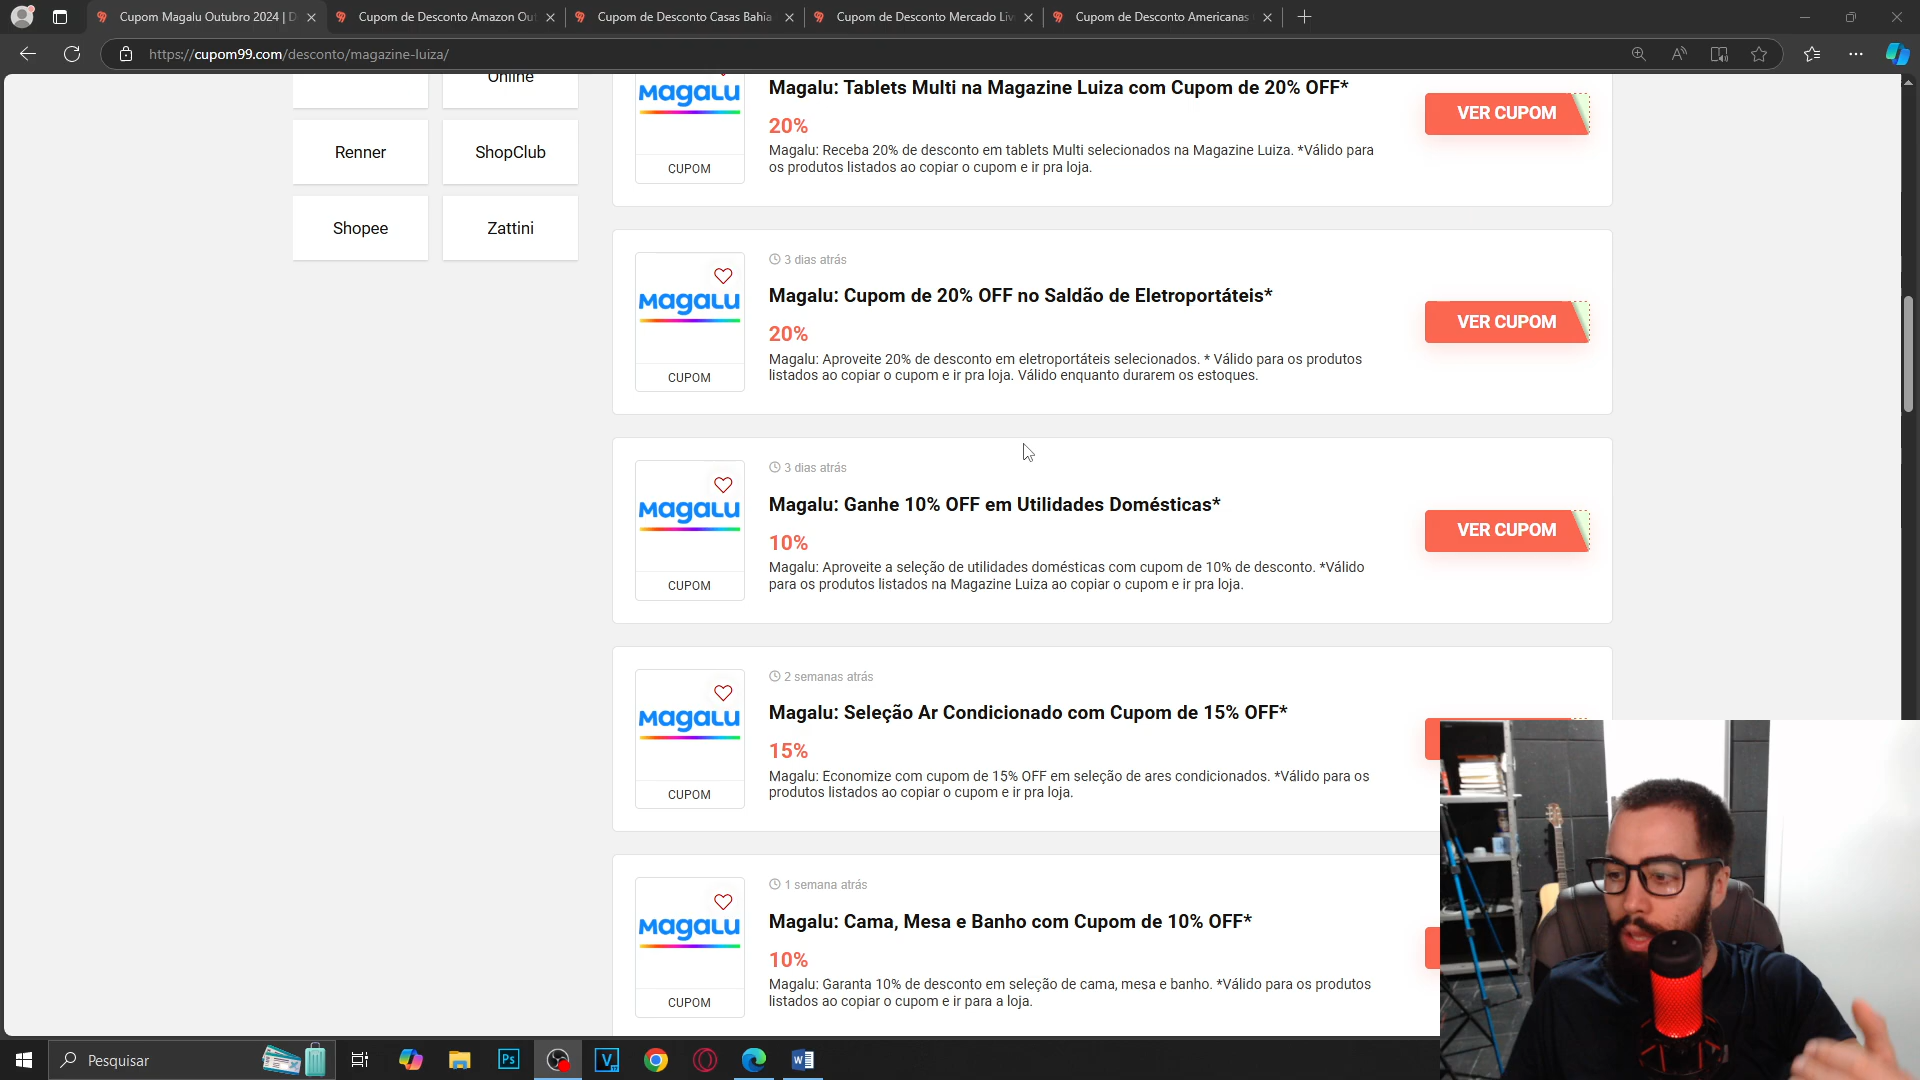 Cupom Magalu Outubro 2024 | D
Cupom de Desconto Amazon Out
Cupom de Desconto Casas Bahia
Cupom de Desconto Mercado Liv
Cupom de Desconto Americanas
https://cupom99.com/desconto/magazine-luiza/
Online
Renner
ShopClub
Shopee
Zattini
Magalu
CUPOM
Magalu: Tablets Multi na Magazine Luiza com Cupom de 20% OFF*
20%
Magalu: Receba 20% de desconto em tablets Multi selecionados na Magazine Luiza. *Válido para
os produtos listados ao copiar o cupom e ir pra loja.
VER CUPOM
Magalu
CUPOM
3 dias atrás
Magalu: Cupom de 20% OFF no Saldão de Eletroportáteis*
20%
Magalu: Aproveite 20% de desconto em eletroportáteis selecionados. * Válido para os produtos
listados ao copiar o cupom e ir pra loja. Válido enquanto durarem os estoques.
VER CUPOM
Magalu
CUPOM
3 dias atrás
Magalu: Ganhe 10% OFF em Utilidades Domésticas*
10%
Magalu: Aproveite a seleção de utilidades domésticas com cupom de 10% de desconto. *Válido
para os produtos listados na Magazine Luiza ao copiar o cupom e ir pra loja.
VER CUPOM
Magalu
CUPOM
2 semanas atrás
Magalu: Seleção Ar Condicionado com Cupom de 15% OFF*
15%
Magalu: Economize com cupom de 15% OFF em seleção de ares condicionados. *Válido para os
produtos listados ao copiar o cupom e ir pra loja.
Magalu
CUPOM
1 semana atrás
Magalu: Cama, Mesa e Banho com Cupom de 10% OFF*
10%
Magalu: Garanta 10% de desconto em seleção de cama, mesa e banho. *Válido para os produtos
listados ao copiar o cupom e ir para a loja.
Pesquisar
Ps
V
W